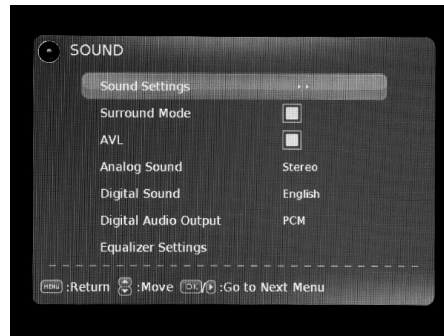 SOUND
Sound Settings
Surround Mode
AVL
Analog Sound Stereo
Digital Sound English
Digital Audio Output PCM
Equalizer Settings
MENU :Return :Move OK/ :Go to Next Menu